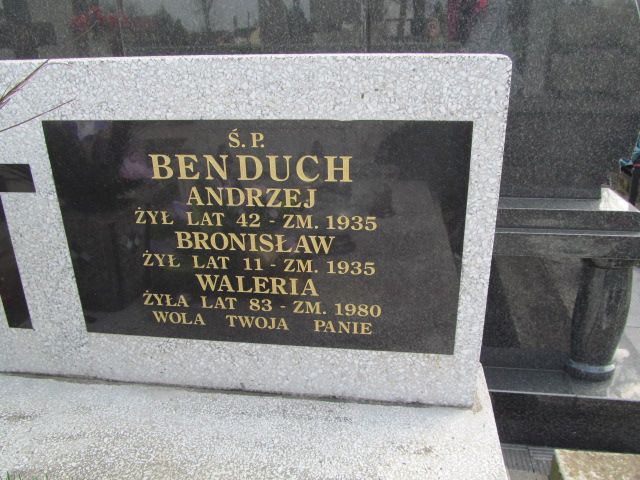 Ś.P.
BENDUCH
ANDRZEJ
ŻYŁ LAT 42 - ZM. 1935
BRONISŁAW
ŻYŁ LAT 11 - ZM. 1935
WALERIA
ŻYŁA LAT 83 - ZM. 1980
WOLA TWOJA PANIE